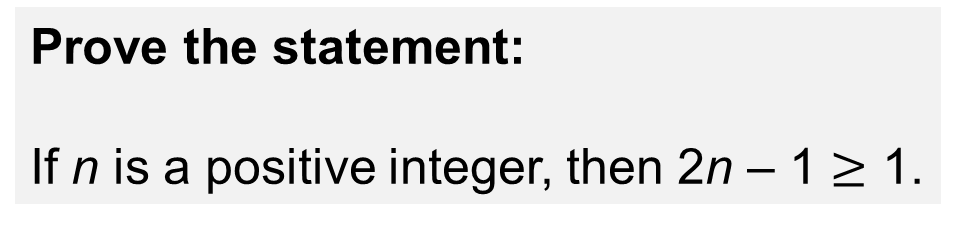 Prove the statement:
If n is a positive integer, then 2n – 1 ≥ 1.